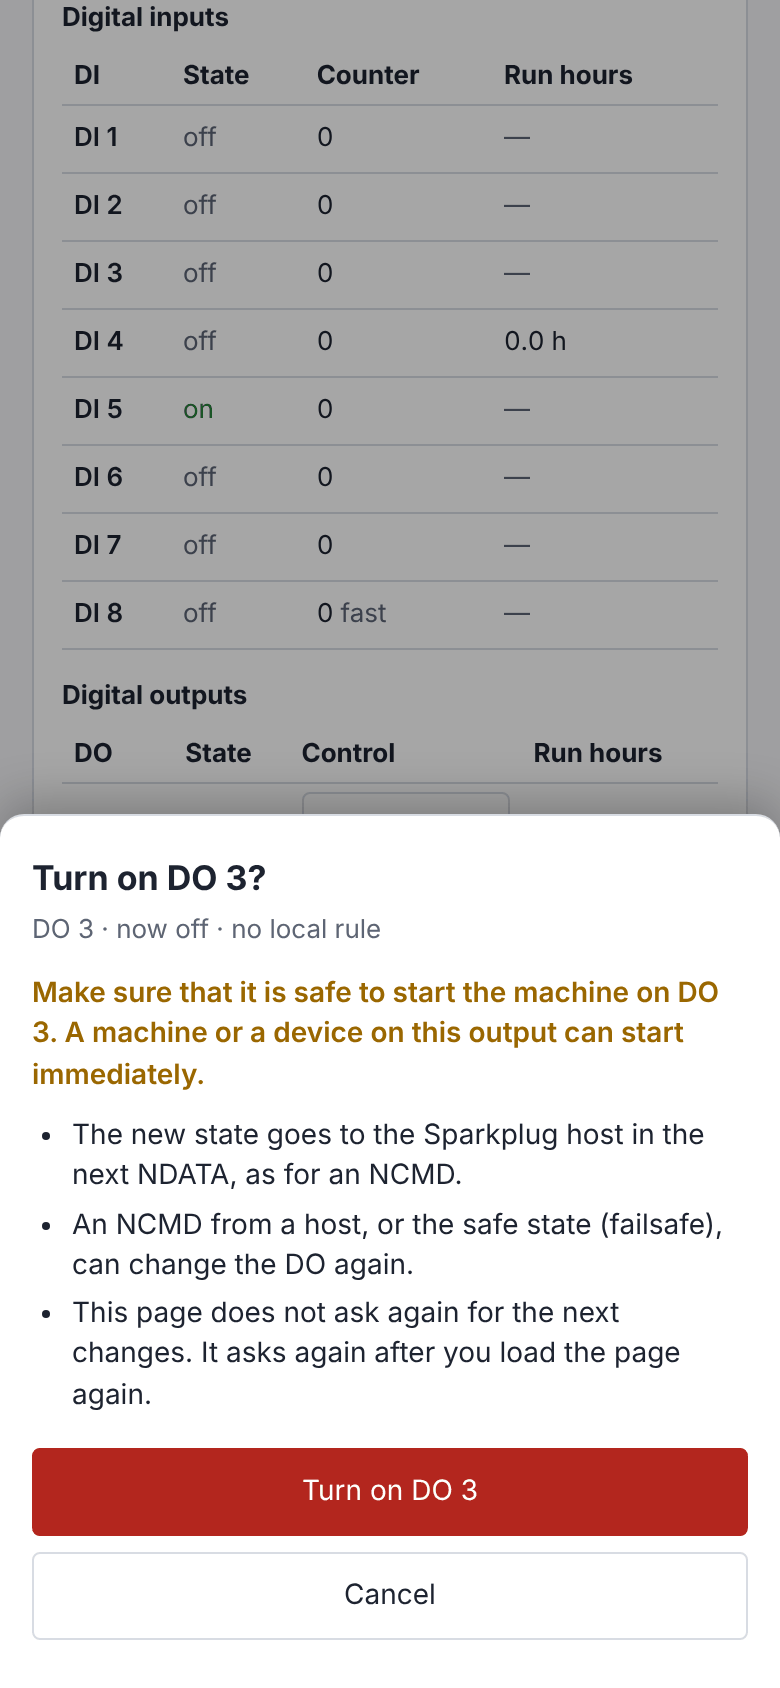 Digital inputs
DI State Counter Run hours
DI 1 off 0 —
DI 2 off 0 —
DI 3 off 0 —
DI 4 off 0 0.0 h
DI 5 on 0 —
DI 6 off 0 —
DI 7 off 0 —
DI 8 off 0 fast —
Digital outputs
DO State Control Run hours
Turn on DO 3?
DO 3 · now off · no local rule
Make sure that it is safe to start the machine on DO
3. A machine or a device on this output can start
immediately.
• The new state goes to the Sparkplug host in the
next NDATA, as for an NCMD.
• An NCMD from a host, or the safe state (failsafe),
can change the DO again.
• This page does not ask again for the next
changes. It asks again after you load the page
again.
Turn on DO 3
Cancel